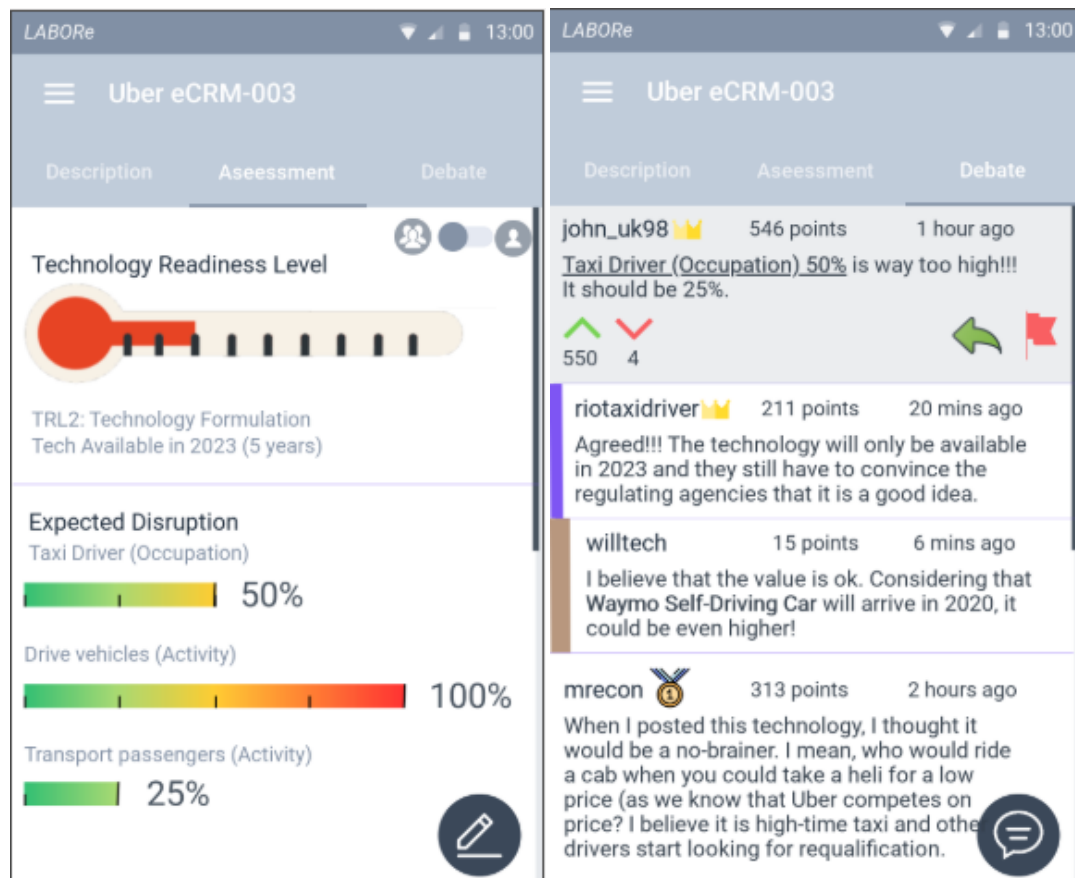 LABORe 13:00
Uber eCRM-003
Description Aseessment Debate
Technology Readiness Level
TRL2: Technology Formulation
Tech Available in 2023 (5 years)
Expected Disruption
Taxi Driver (Occupation)
50%
Drive vehicles (Activity)
100%
Transport passengers (Activity)
25%
LABORe 13:00
Uber eCRM-003
Description Aseessment Debate
john_uk98 546 points 1 hour ago
Taxi Driver (Occupation) 50% is way too high!!!
It should be 25%.
550 4
riotaxidriver 211 points 20 mins ago
Agreed!!! The technology will only be available
in 2023 and they still have to convince the
regulating agencies that it is a good idea.
willtech 15 points 6 mins ago
I believe that the value is ok. Considering that
Waymo Self-Driving Car will arrive in 2020, it
could be even higher!
mrecon 1 313 points 2 hours ago
When I posted this technology, I thought it
would be a no-brainer. I mean, who would ride
a cab when you could take a heli for a low
price (as we know that Uber competes on
price? I believe it is high-time taxi and othe
drivers start looking for requalification.